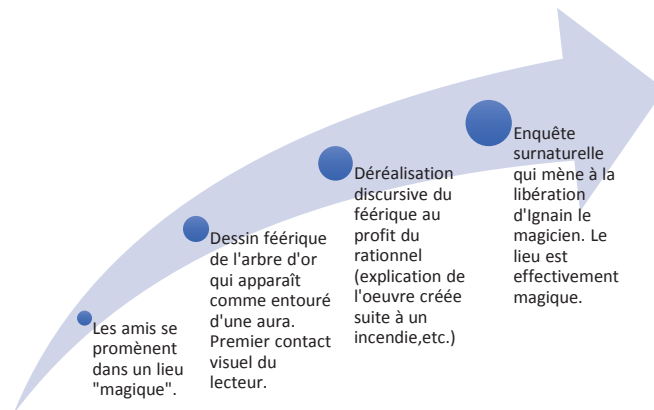 Les amis se
promènent
dans un lieu
"magique".
Dessin féérique
de l'arbre d'or
qui apparaît
comme entouré
d'une aura.
Premier contact
visuel du
lecteur.
Déréalisation
discursive du
féérique au
profit du
rationnel
(explication de
l'oeuvre créée
suite à un
incendie,etc.)
Enquête
surnaturelle
qui mène à la
libération
d'Ignain le
magicien. Le
lieu est
effectivement
magique.